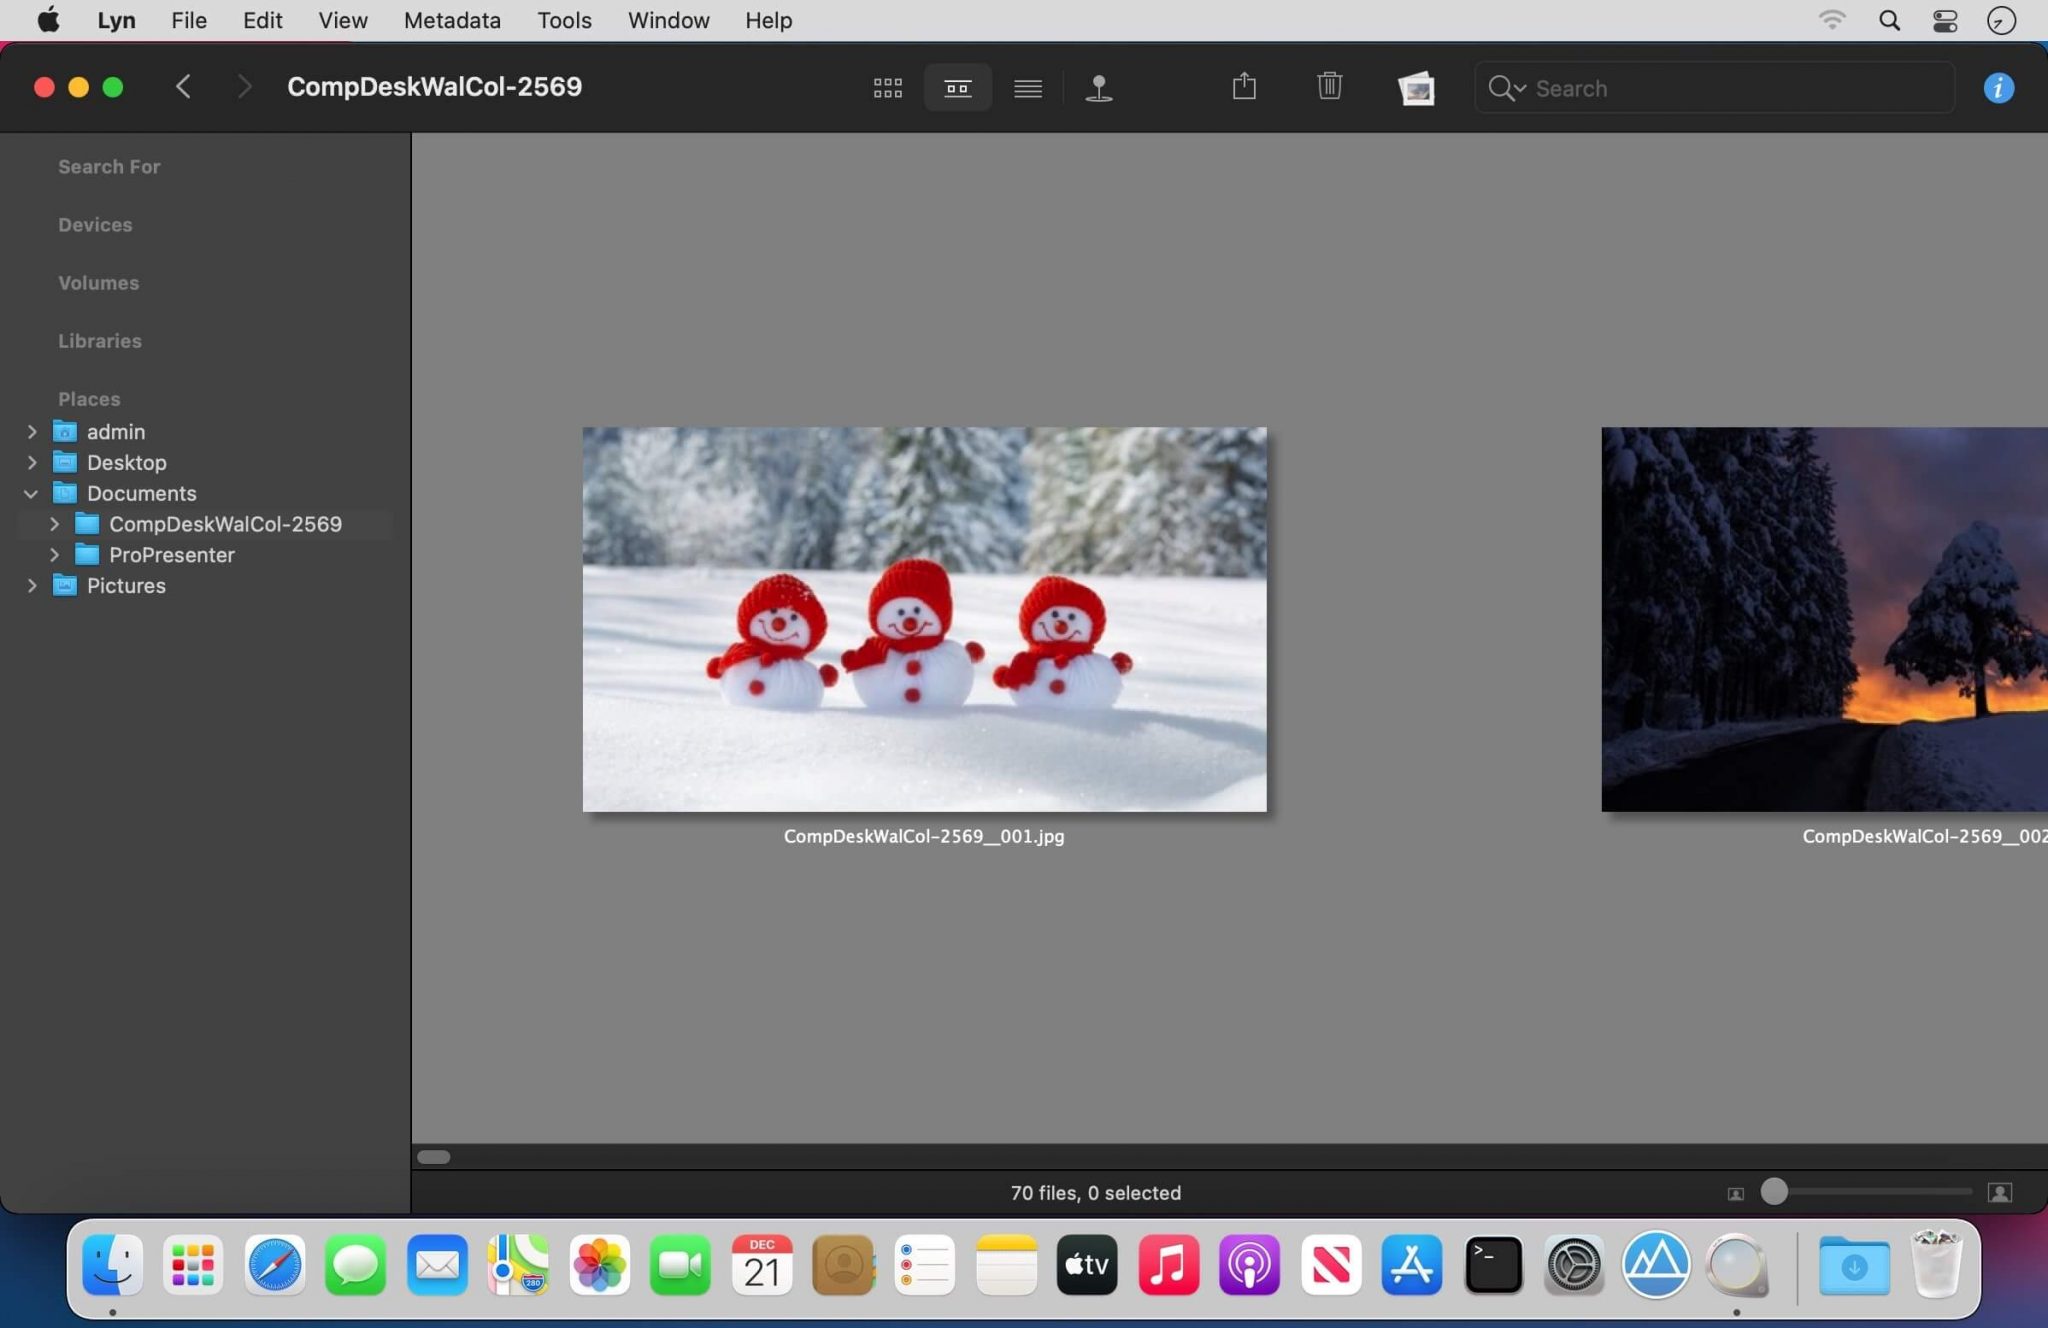 Lyn File Edit View Metadata Tools Window Help
CompDeskWalCol-2569
Search
Search For
Devices
Volumes
Libraries
Places
admin
Desktop
Documents
CompDeskWalCol-2569
ProPresenter
Pictures
CompDeskWalCol-2569__001.jpg
CompDeskWalCol-2569__002
70 files, 0 selected
DEC
21
280
tv
>_